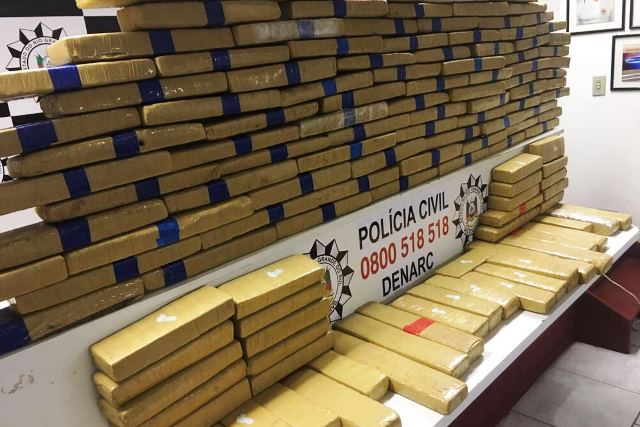 POLÍCIA CIVIL
0800 518 518
DENARC